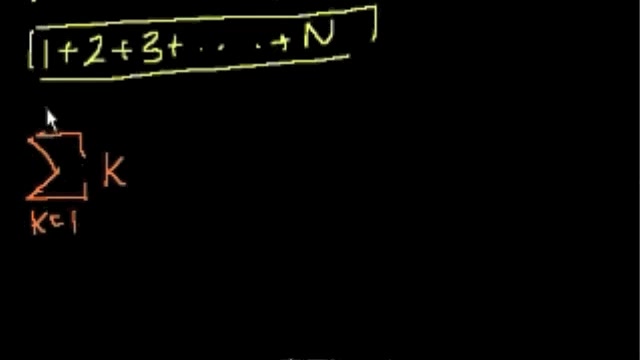 1+2+3+ . . . . + N
∑ K
K=1